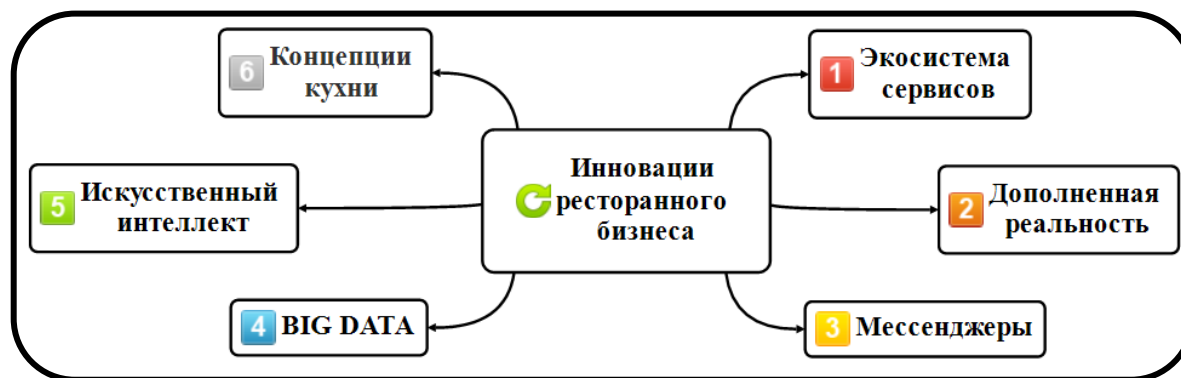 Инновации
ресторанного
бизнеса
1 Экосистема
сервисов
2 Дополненная
реальность
3 Мессенджеры
4 BIG DATA
5 Искусственный
интеллект
6 Концепции
кухни